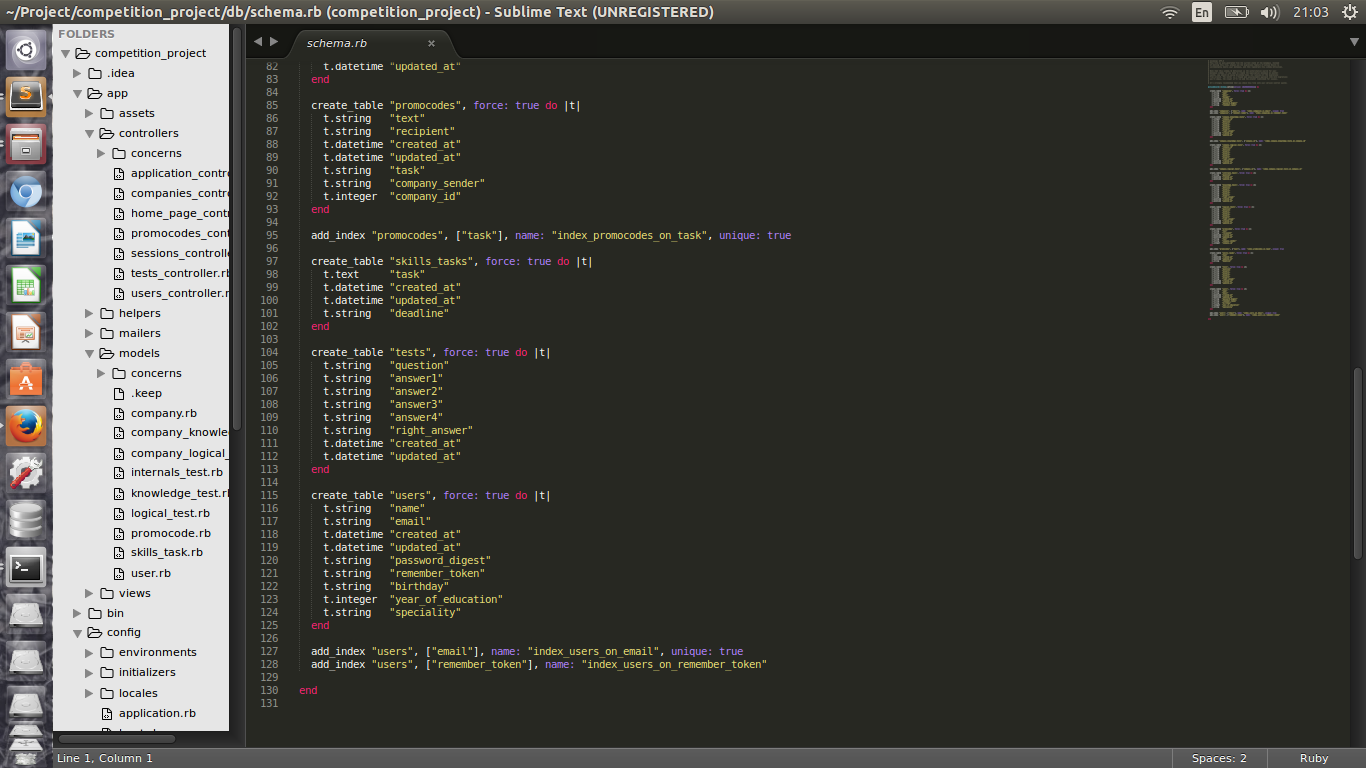 ~/Project/competition_project/db/schema.rb (competition_project) - Sublime Text (UNREGISTERED)
En
21:03
FOLDERS
competition_project
.idea
app
assets
controllers
concerns
application_contro
companies_contro
home_page_contr
promocodes_cont
sessions_controlle
tests_controller.rb
users_controller.r
helpers
mailers
models
concerns
.keep
company.rb
company_knowle
company_logical_
internals_test.rb
knowledge_test.rb
logical_test.rb
promocode.rb
skills_task.rb
user.rb
views
bin
config
environments
initializers
locales
application.rb
schema.rb ×
82 t.datetime "updated_at"
83 end
84
85 create_table "promocodes", force: true do |t|
86 t.string "text"
87 t.string "recipient"
88 t.datetime "created_at"
89 t.datetime "updated_at"
90 t.string "task"
91 t.string "company_sender"
92 t.integer "company_id"
93 end
94
95 add_index "promocodes", ["task"], name: "index_promocodes_on_task", unique: true
96
97 create_table "skills_tasks", force: true do |t|
98 t.text "task"
99 t.datetime "created_at"
100 t.datetime "updated_at"
101 t.string "deadline"
102 end
103
104 create_table "tests", force: true do |t|
105 t.string "question"
106 t.string "answer1"
107 t.string "answer2"
108 t.string "answer3"
109 t.string "answer4"
110 t.string "right_answer"
111 t.datetime "created_at"
112 t.datetime "updated_at"
113 end
114
115 create_table "users", force: true do |t|
116 t.string "name"
117 t.string "email"
118 t.datetime "created_at"
119 t.datetime "updated_at"
120 t.string "password_digest"
121 t.string "remember_token"
122 t.string "birthday"
123 t.integer "year_of_education"
124 t.string "speciality"
125 end
126
127 add_index "users", ["email"], name: "index_users_on_email", unique: true
128 add_index "users", ["remember_token"], name: "index_users_on_remember_token"
129
130 end
131
Line 1, Column 1
Spaces: 2
Ruby